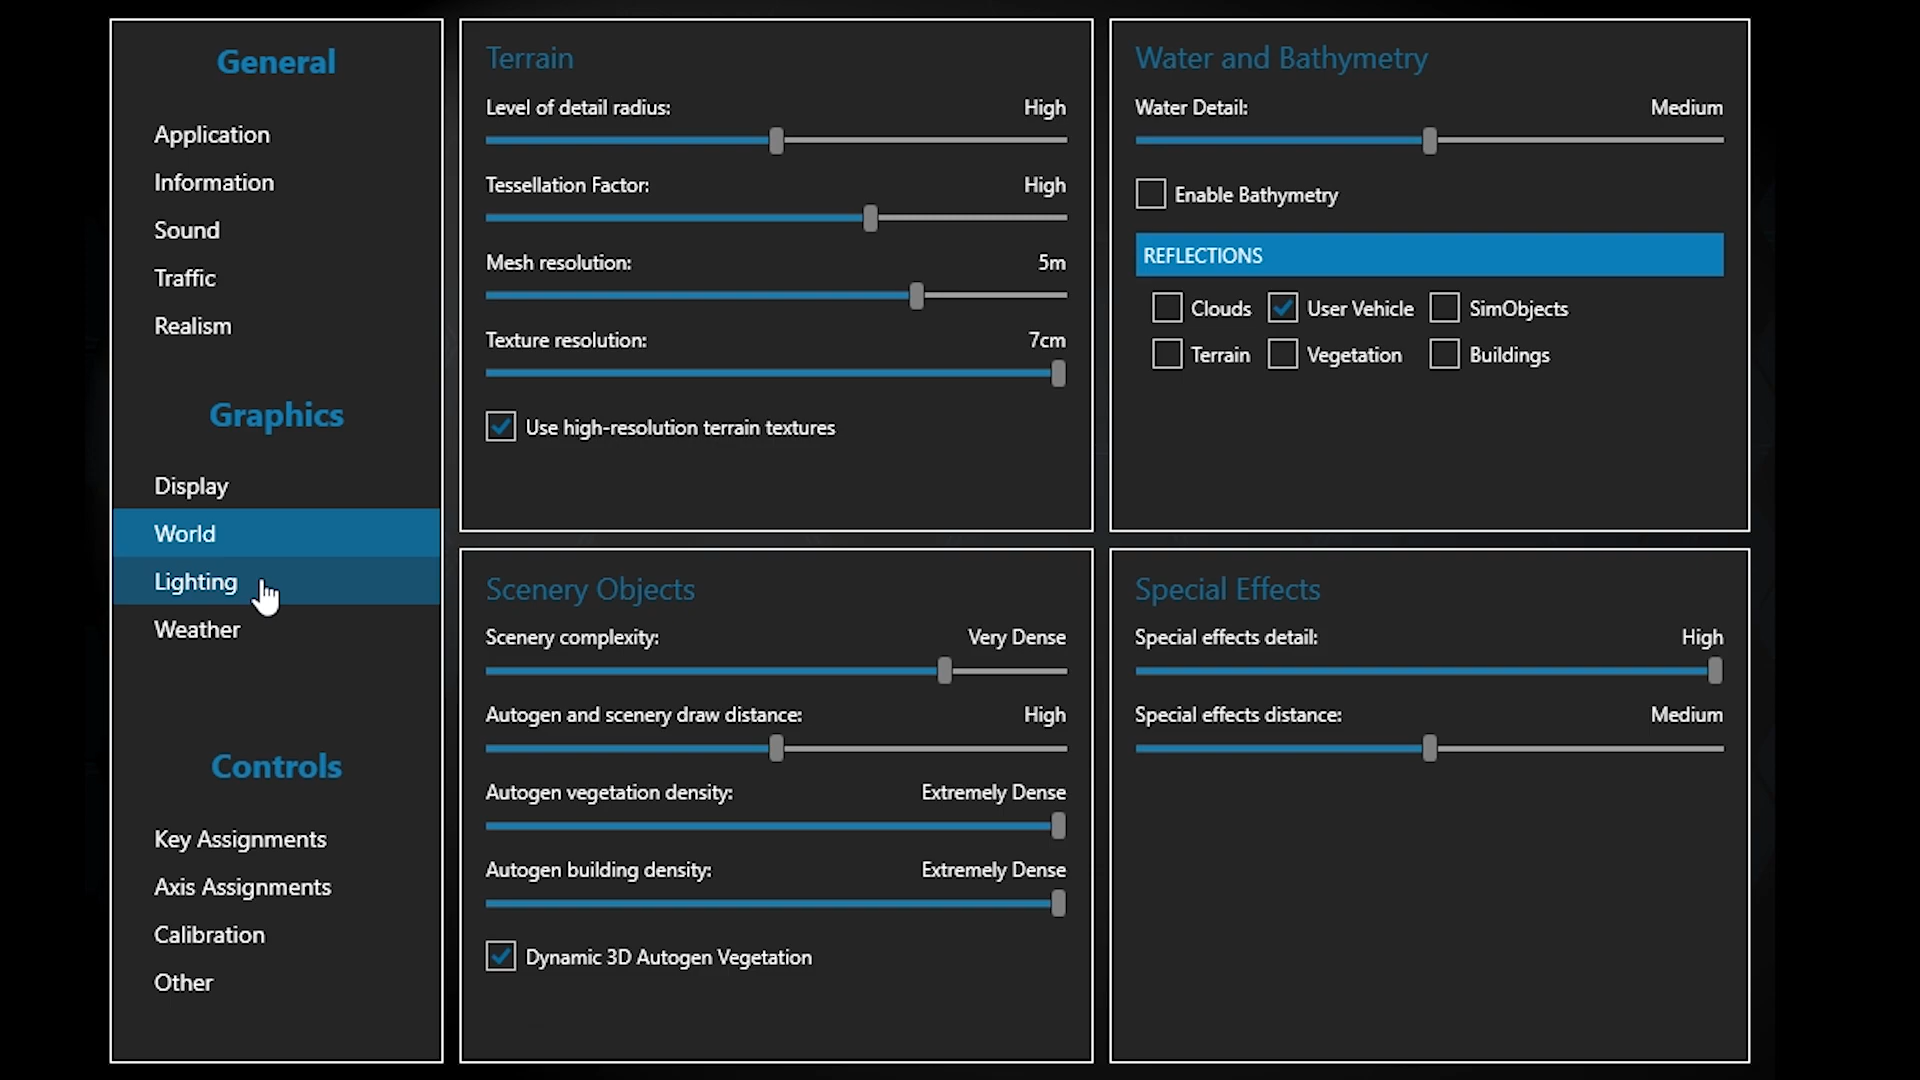 General
Application
Information
Sound
Traffic
Realism
Graphics
Display
World
Lighting
Weather
Controls
Key Assignments
Axis Assignments
Calibration
Other
Terrain
Level of detail radius: High
Tessellation Factor: High
Mesh resolution: 5m
Texture resolution: 7cm
Use high-resolution terrain textures
Water and Bathymetry
Water Detail: Medium
Enable Bathymetry
REFLECTIONS
Clouds User Vehicle SimObjects
Terrain Vegetation Buildings
Scenery Objects
Scenery complexity: Very Dense
Autogen and scenery draw distance: High
Autogen vegetation density: Extremely Dense
Autogen building density: Extremely Dense
Dynamic 3D Autogen Vegetation
Special Effects
Special effects detail: High
Special effects distance: Medium